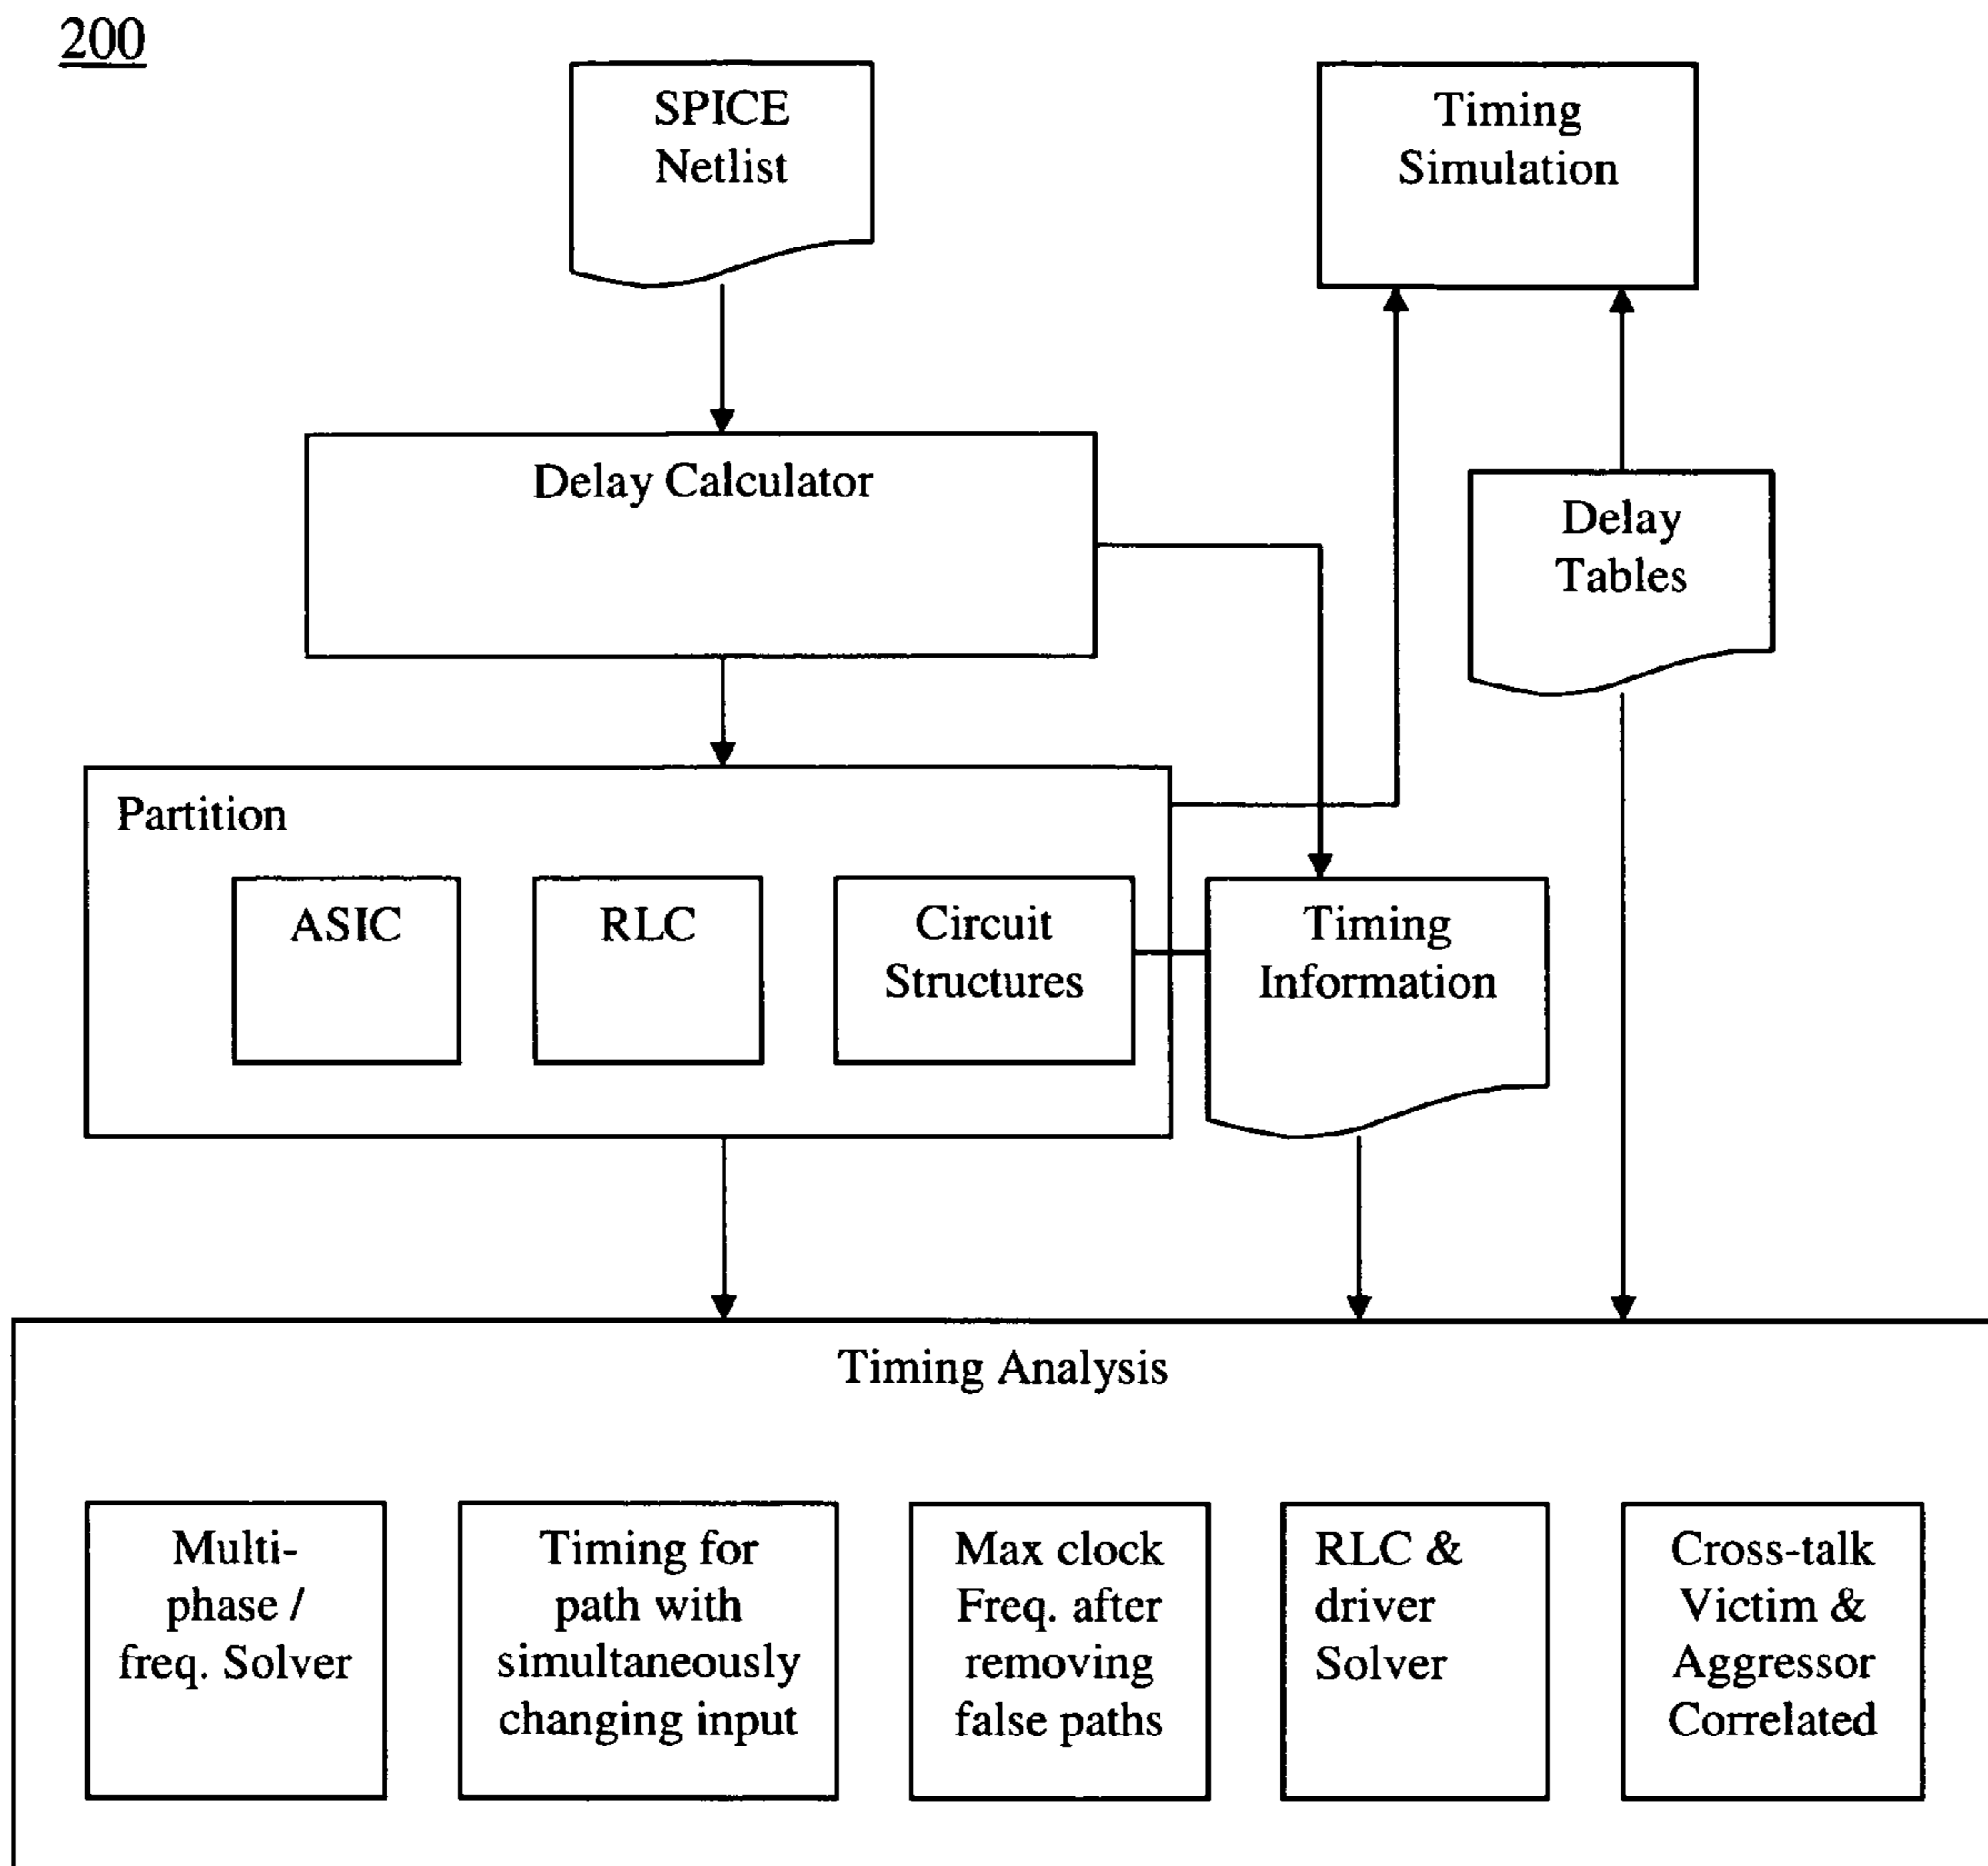 200
SPICE
Netlist
Timing
Simulation
Delay Calculator
Delay
Tables
Partition
ASIC
RLC
Circuit
Structures
Timing
Information
Timing Analysis
Multi-
phase /
freq. Solver
Timing for
path with
simultaneously
changing input
Max clock
Freq. after
removing
false paths
RLC &
driver
Solver
Cross-talk
Victim &
Aggressor
Correlated